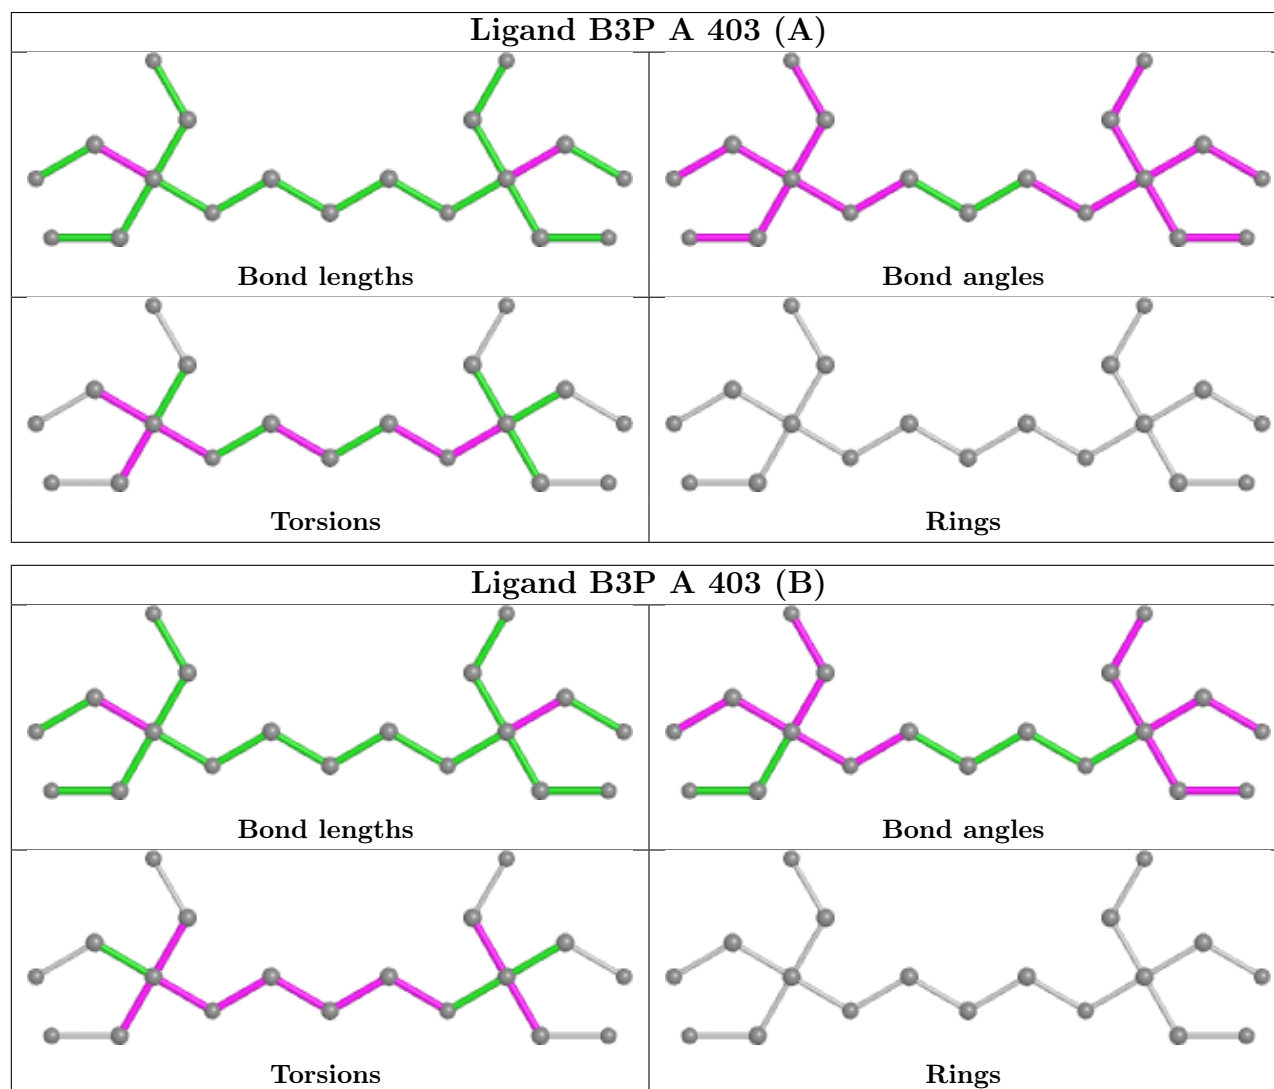 Ligand B3P A 403 (A)
Bond lengths
Bond angles
Torsions
Rings
Ligand B3P A 403 (B)
Bond lengths
Bond angles
Torsions
Rings